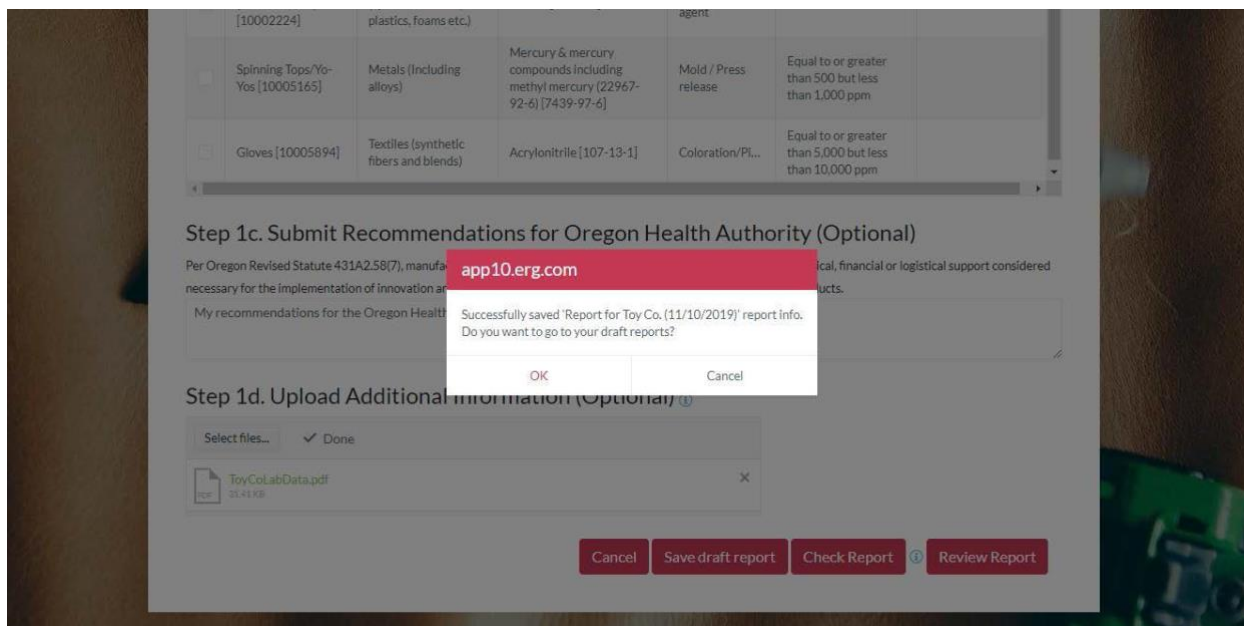 [10002224]
plastics, foams etc.)
agent
Spinning Tops/Yo-
Yos [10005165]
Metals (Including
alloys)
Mercury & mercury
compounds including
methyl mercury (22967-
92-6) [7439-97-6]
Mold / Press
release
Equal to or greater
than 500 but less
than 1,000 ppm
Gloves [10005894]
Textiles (synthetic
fibers and blends)
Acrylonitrile [107-13-1]
Coloration/Pi...
Equal to or greater
than 5,000 but less
than 10,000 ppm
Step 1c. Submit Recommendations for Oregon Health Authority (Optional)
Per Oregon Revised Statute 431A2.58(7), manufa
ical, financial or logistical support considered
necessary for the implementation of innovation a
ucts.
My recommendations for the Oregon Health
app10.erg.com
Successfully saved 'Report for Toy Co. (11/10/2019)' report info.
Do you want to go to your draft reports?
OK
Cancel
Step 1d. Upload Additional Information (Optional)
Select files...
Done
ToyCoLabData.pdf
Cancel
Save draft report
Check Report
Review Report